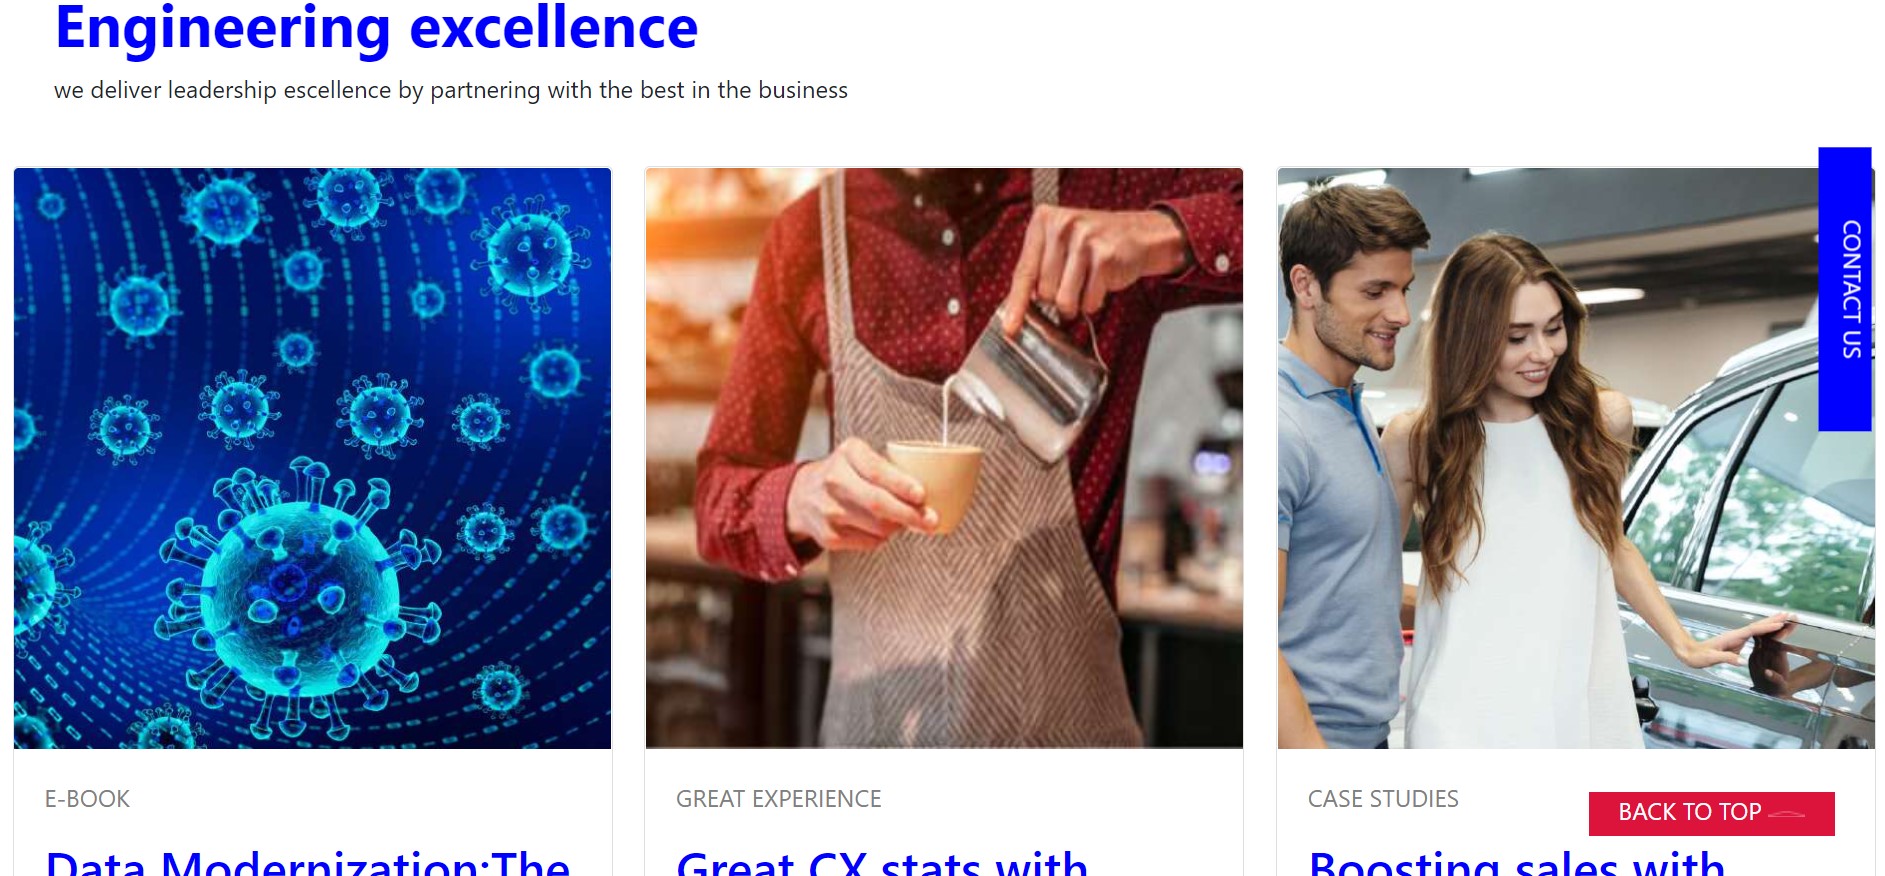 Engineering excellence
we deliver leadership escellence by partnering with the best in the business
CONTACT US
E-BOOK
GREAT EXPERIENCE
CASE STUDIES
BACK TO TOP
Data Modernization:The
Great CX stats with
Boosting sales with